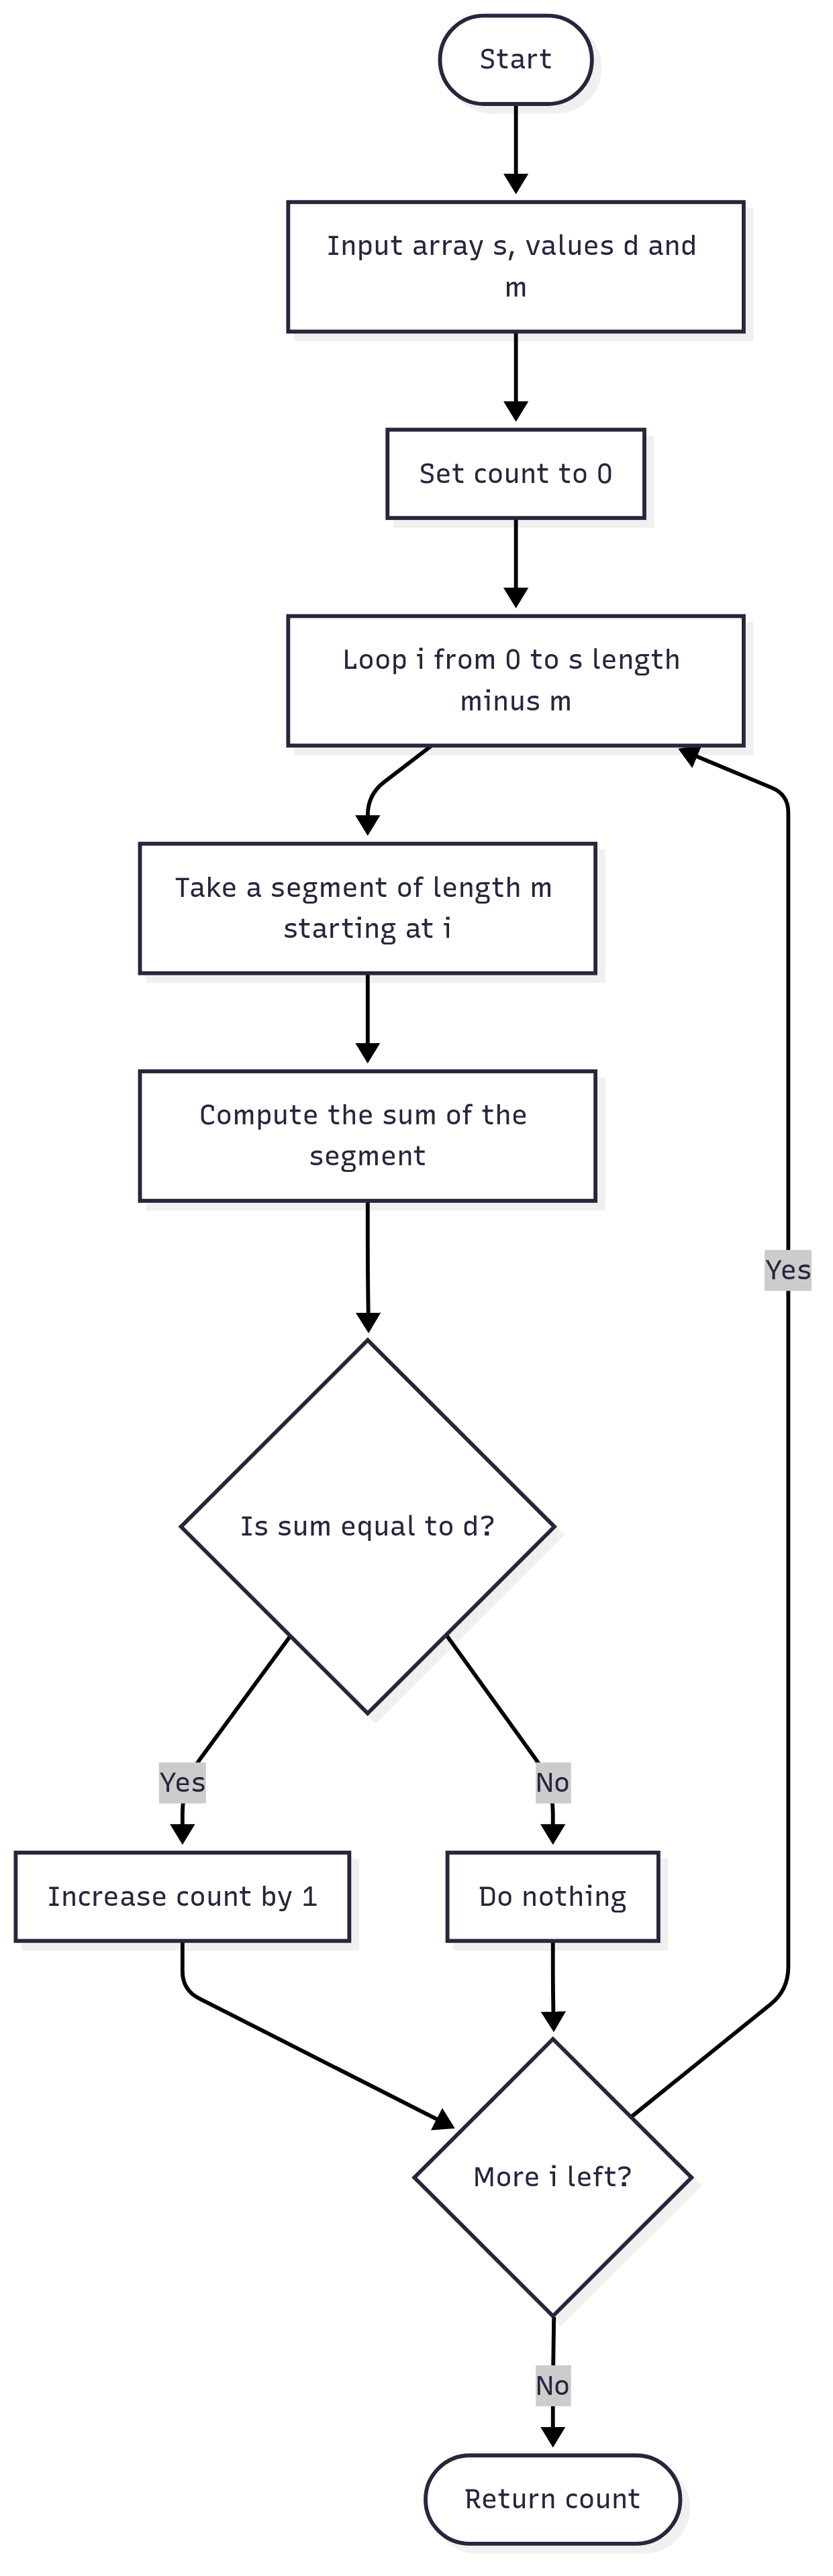 Start
Input array s, values d and
m
Set count to 0
Loop i from 0 to s length
minus m
Take a segment of length m
starting at i
Compute the sum of the
segment
Yes
Is sum equal to d?
Yes
No
Increase count by 1
Do nothing
More i left?
No
Return count